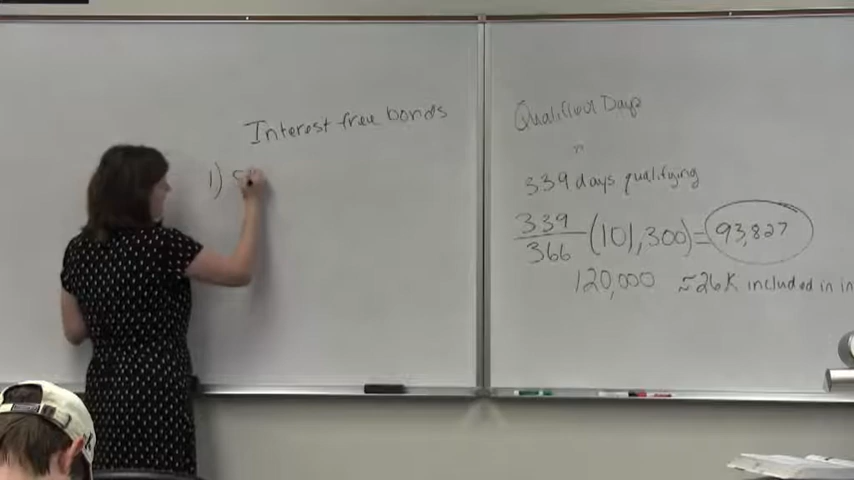 Interest free bonds
1) S
Qualified Days
339 days qualifying
339/366 (101,300) = 93,827
120,000 ≈26K included in in